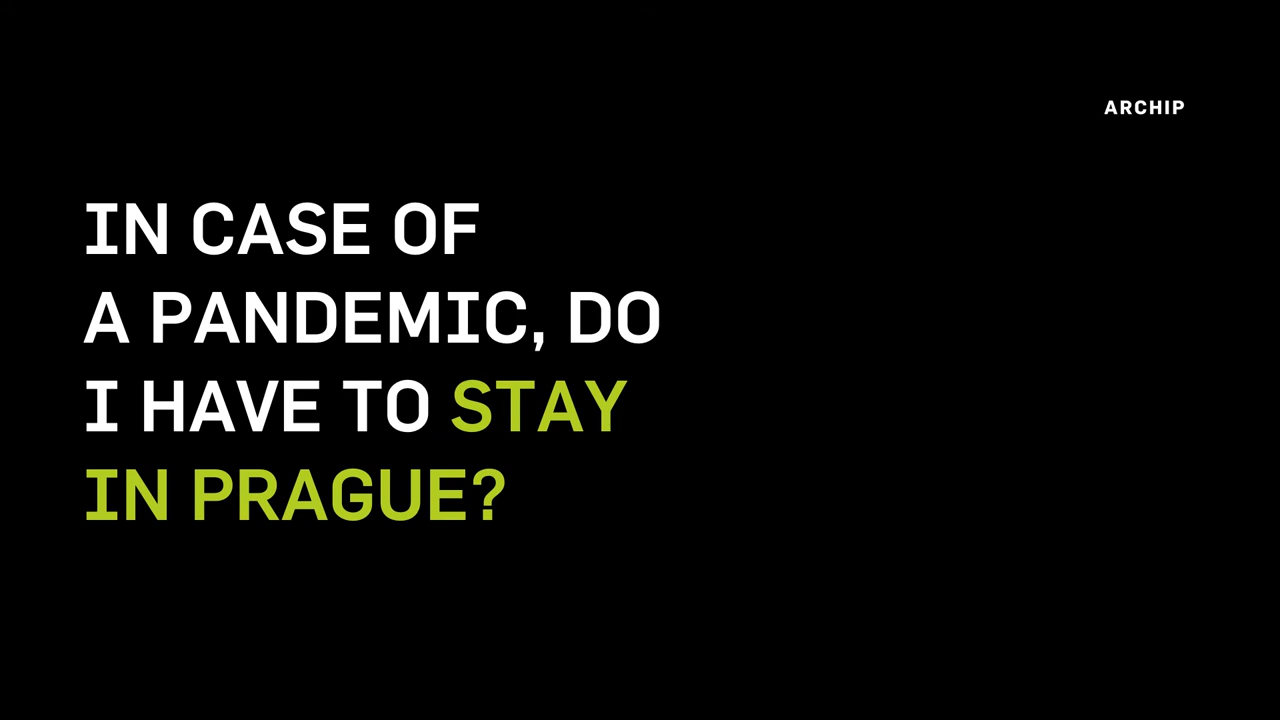 ARCHIP
IN CASE OF
A PANDEMIC, DO
I HAVE TO STAY
IN PRAGUE?